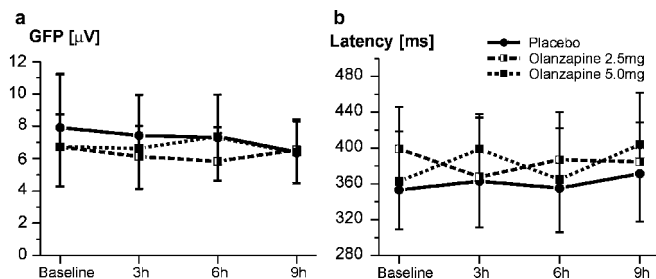 a
GFP [μV]
12
10
8
6
4
2
0
Baseline
3h
6h
9h
b
Latency [ms]
Placebo
Olanzapine 2.5mg
Olanzapine 5.0mg
480
440
400
360
320
280
Baseline
3h
6h
9h